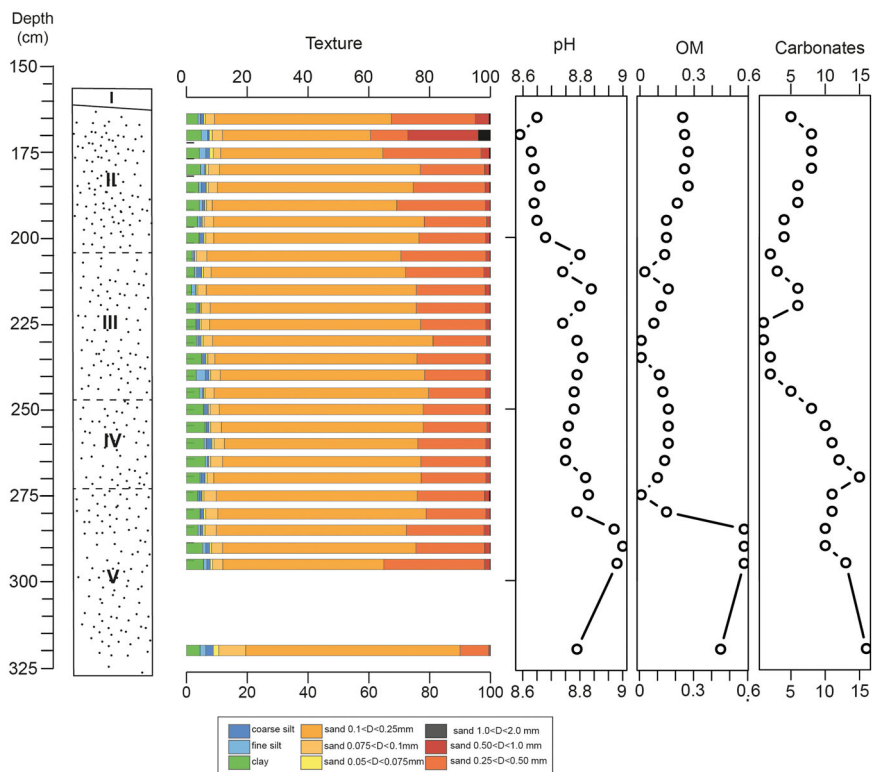 Depth
(cm)
Texture
pH
OM
Carbonates
0 20 40 60 80 100
8.6 8.8 9
0 0.3 0.6
5 10 15
150
175
200
225
250
275
300
325
I
II
III
IV
V
0 20 40 60 80 100
8.6 8.8 9
0 0.3 0.6
5 10 15
coarse silt
fine silt
clay
sand 0.1<D<0.25mm
sand 0.075<D<0.1mm
sand 0.05<D<0.075mm
sand 1.0<D<2.0 mm
sand 0.50<D<1.0 mm
sand 0.25<D<0.50 mm